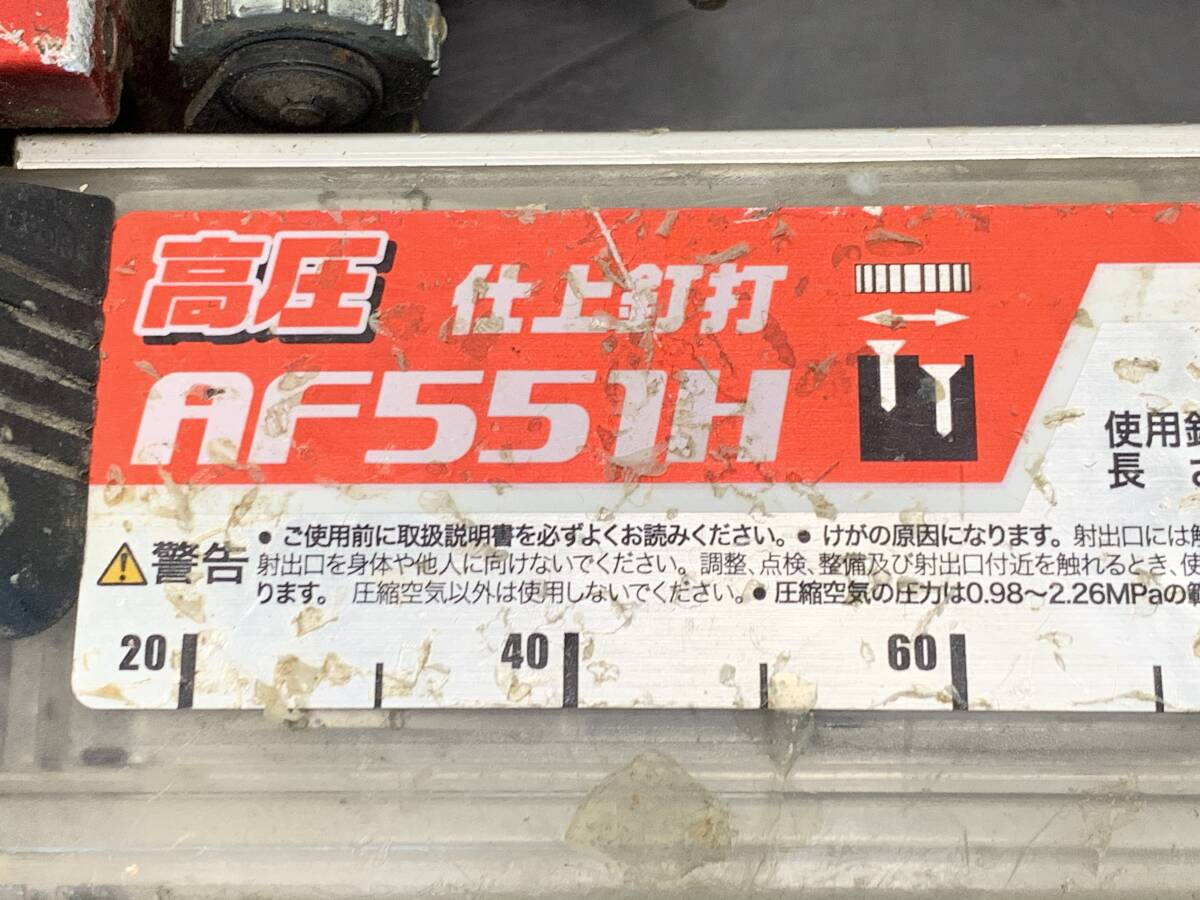 高圧 仕上釘打
AF551H
使用
長
警告
● ご使用前に取扱説明書を必ずよくお読みください。● けがの原因になります。射出口には
射出口を身体や他人に向けないでください。調整、点検、整備及び射出口付近を触れるとき、使
ります。 圧縮空気以外は使用しないでください。● 圧縮空気の圧力は0.98～2.26MPaの
20 40 60